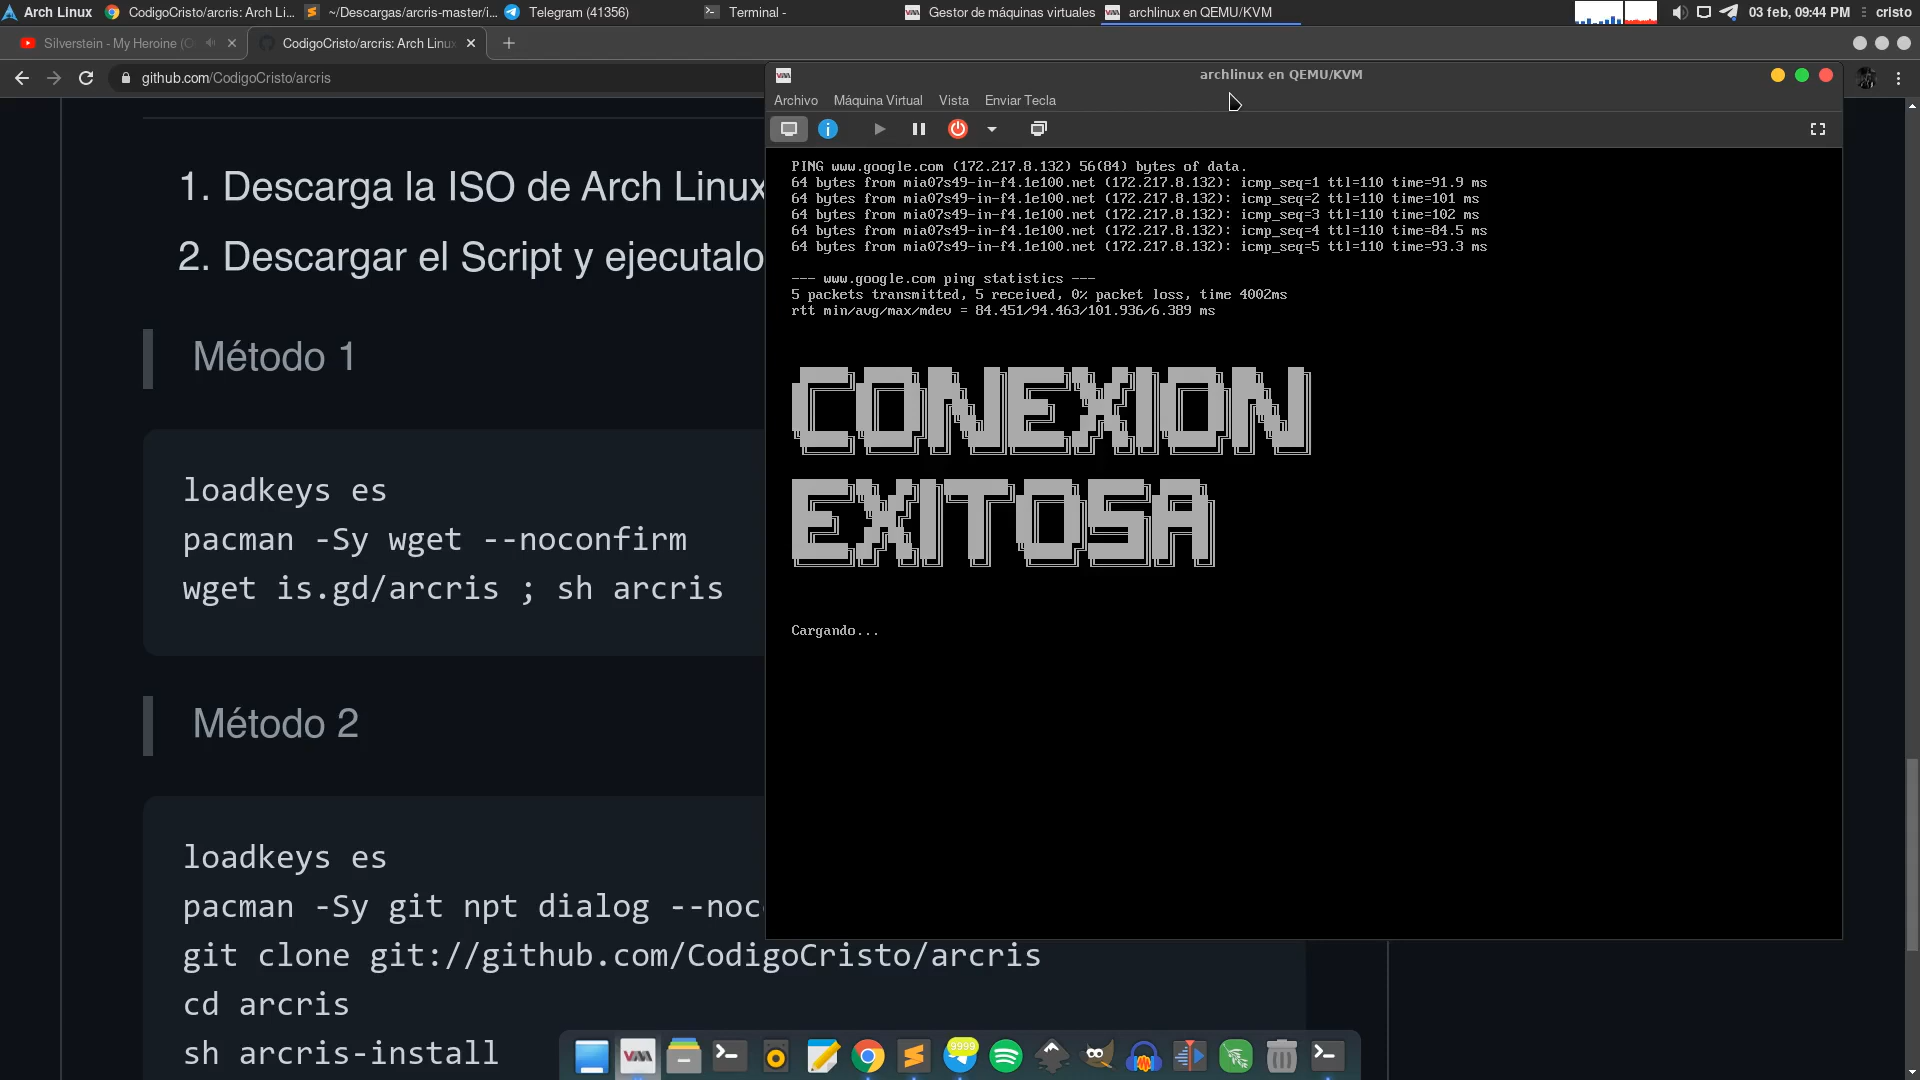 Arch Linux
CodigoCristo/arcris: Arch Li...
~/Descargas/arcris-master/i...
Telegram (41356)
Terminal -
Gestor de máquinas virtuales
archlinux en QEMU/KVM
03 feb, 09:44 PM
cristo
Silverstein - My Heroine (O
CodigoCristo/arcris: Arch Linux
github.com/CodigoCristo/arcris
1. Descarga la ISO de Arch Linux
2. Descargar el Script y ejecutalo
Método 1
loadkeys es
pacman -Sy wget --noconfirm
wget is.gd/arcris ; sh arcris
Método 2
loadkeys es
pacman -Sy git npt dialog --noc
git clone git://github.com/CodigoCristo/arcris
cd arcris
sh arcris-install
archlinux en QEMU/KVM
Archivo Máquina Virtual Vista Enviar Tecla
PING www.google.com (172.217.8.132) 56(84) bytes of data.
64 bytes from mia07s49-in-f4.1e100.net (172.217.8.132): icmp_seq=1 ttl=110 time=91.9 ms
64 bytes from mia07s49-in-f4.1e100.net (172.217.8.132): icmp_seq=2 ttl=110 time=101 ms
64 bytes from mia07s49-in-f4.1e100.net (172.217.8.132): icmp_seq=3 ttl=110 time=102 ms
64 bytes from mia07s49-in-f4.1e100.net (172.217.8.132): icmp_seq=4 ttl=110 time=84.5 ms
64 bytes from mia07s49-in-f4.1e100.net (172.217.8.132): icmp_seq=5 ttl=110 time=93.3 ms
--- www.google.com ping statistics ---
5 packets transmitted, 5 received, 0% packet loss, time 4002ms
rtt min/avg/max/mdev = 84.451/94.463/101.936/6.389 ms
CONEXION
EXITOSA
Cargando...
9999